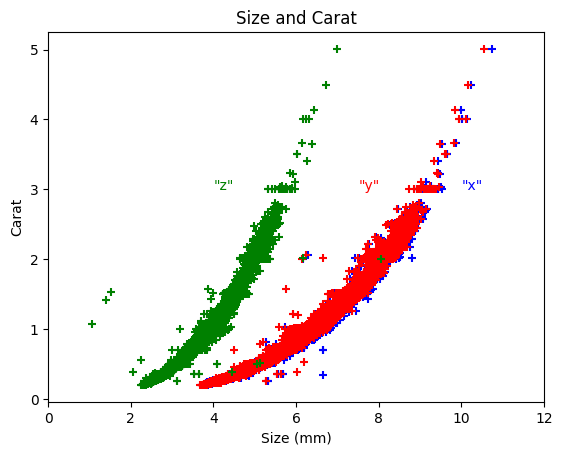 Size and Carat
Carat
5
4
3
2
1
0
"z"
"y"
"x"
0 2 4 6 8 10 12
Size (mm)